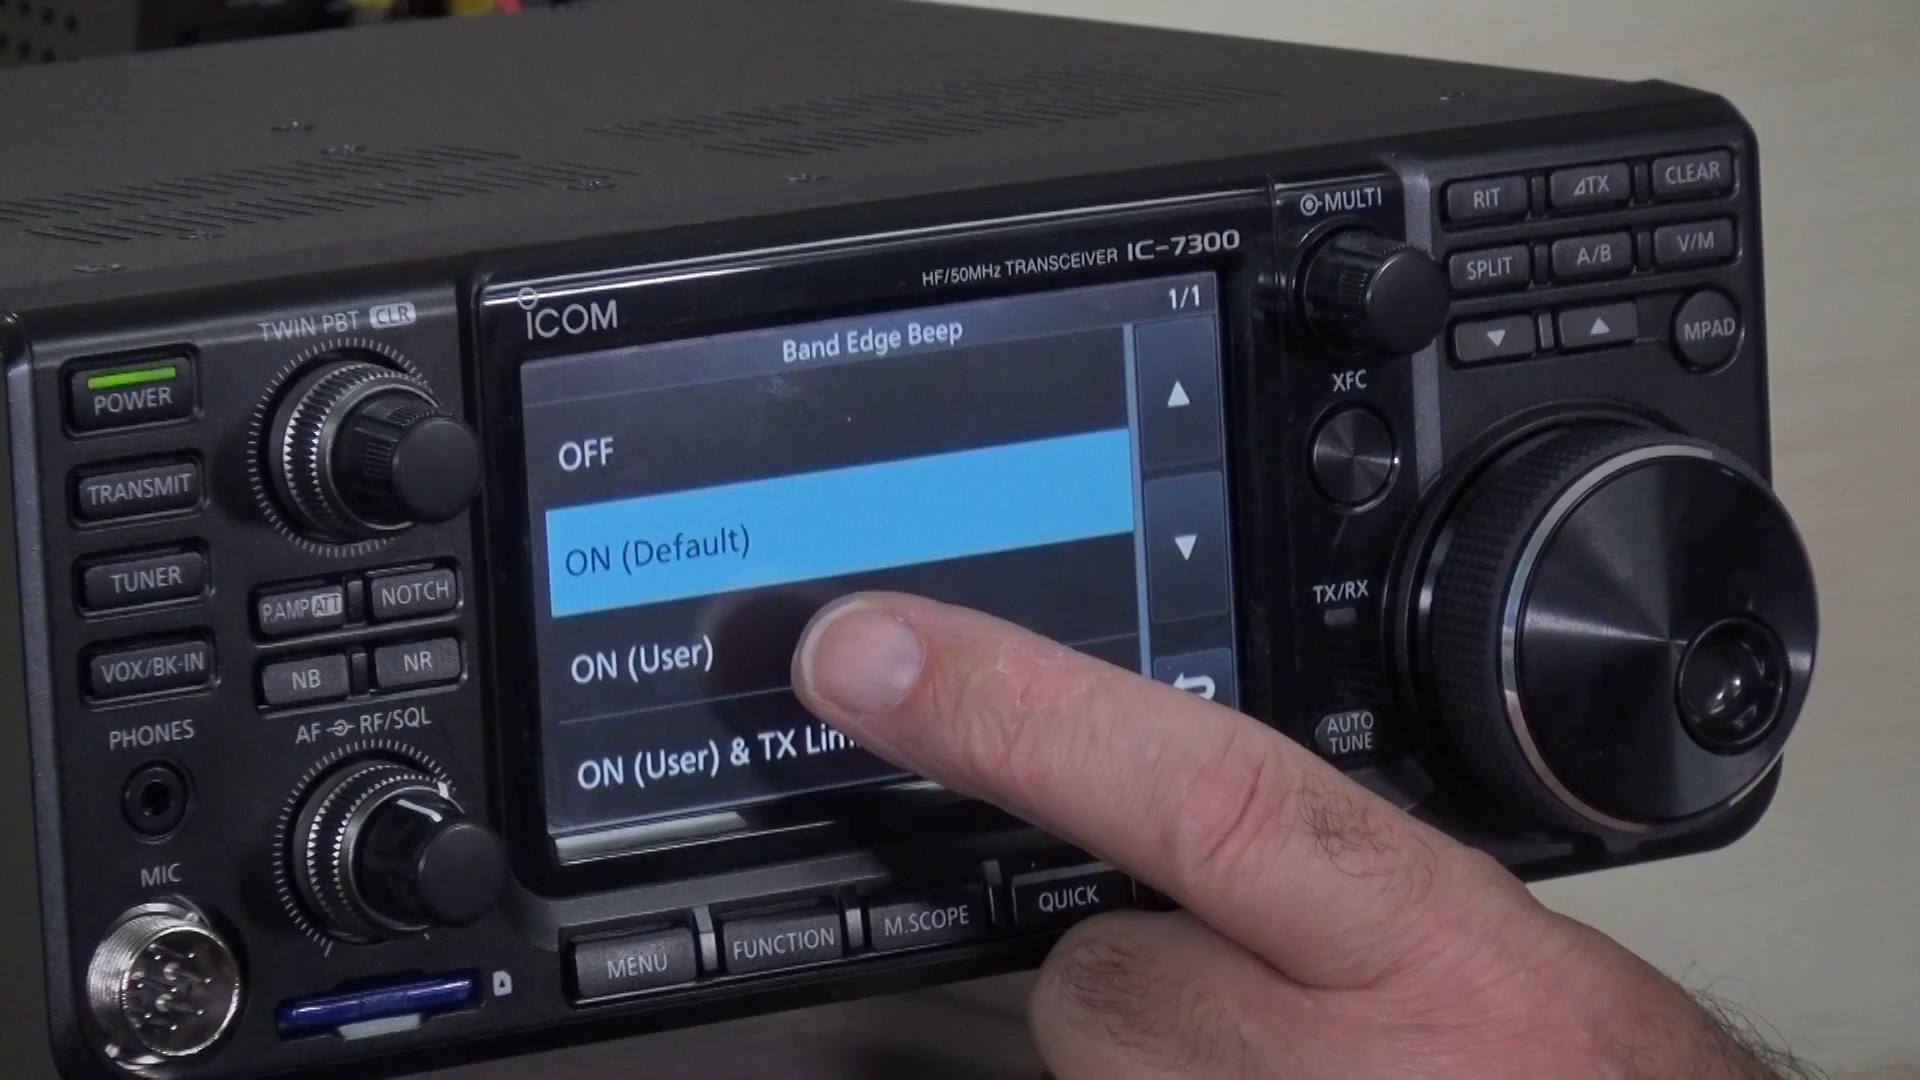 POWER
TRANSMIT
TUNER
VOX/BK-IN
PHONES
MIC
TWIN PBT CLR
P.AMP ATT
NOTCH
NB
NR
AF RF/SQL
ICOM
HF/50MHz TRANSCEIVER IC-7300
Band Edge Beep
1/1
OFF
ON (Default)
ON (User)
ON (User) & TX
MENU
FUNCTION
M.SCOPE
QUICK
MULTI
XFC
TX/RX
AUTO
TUNE
RIT
⊿TX
CLEAR
SPLIT
A/B
V/M
MPAD